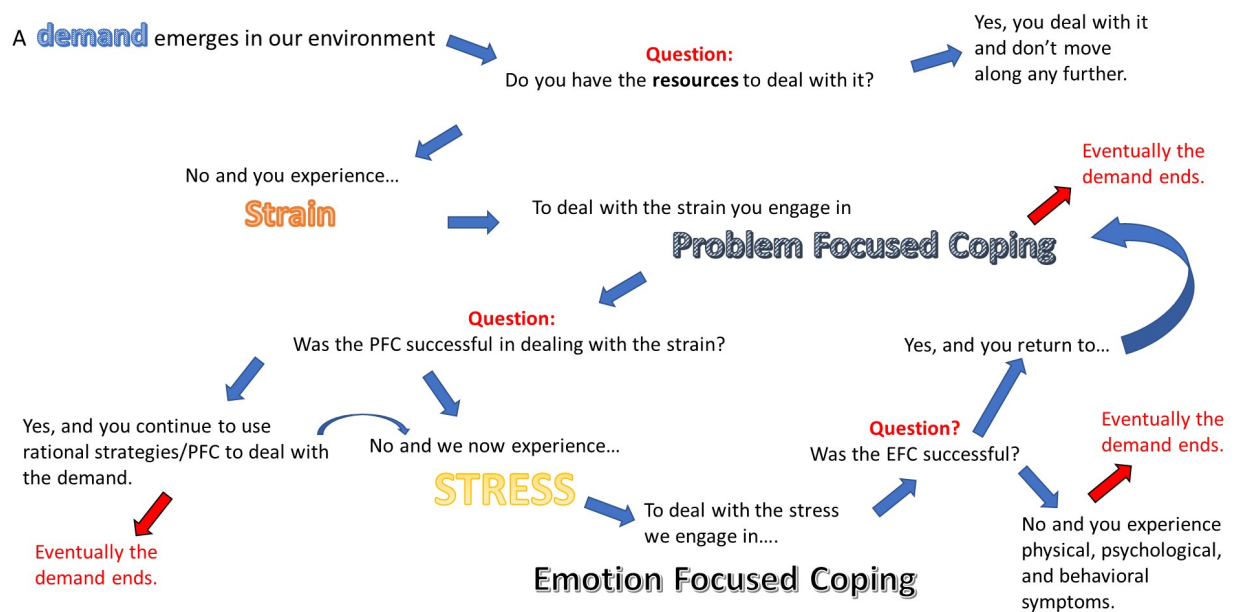 A demand emerges in our environment
Question:
Do you have the resources to deal with it?
Yes, you deal with it
and don’t move
along any further.
No and you experience…
Strain
To deal with the strain you engage in
Problem Focused Coping
Eventually the
demand ends.
Question:
Was the PFC successful in dealing with the strain?
Yes, and you return to…
Yes, and you continue to use
rational strategies/PFC to deal with
the demand.
Eventually the
demand ends.
No and we now experience…
STRESS
To deal with the stress
we engage in….
Emotion Focused Coping
Question?
Was the EFC successful?
No and you experience
physical, psychological,
and behavioral
symptoms.
Eventually the
demand ends.